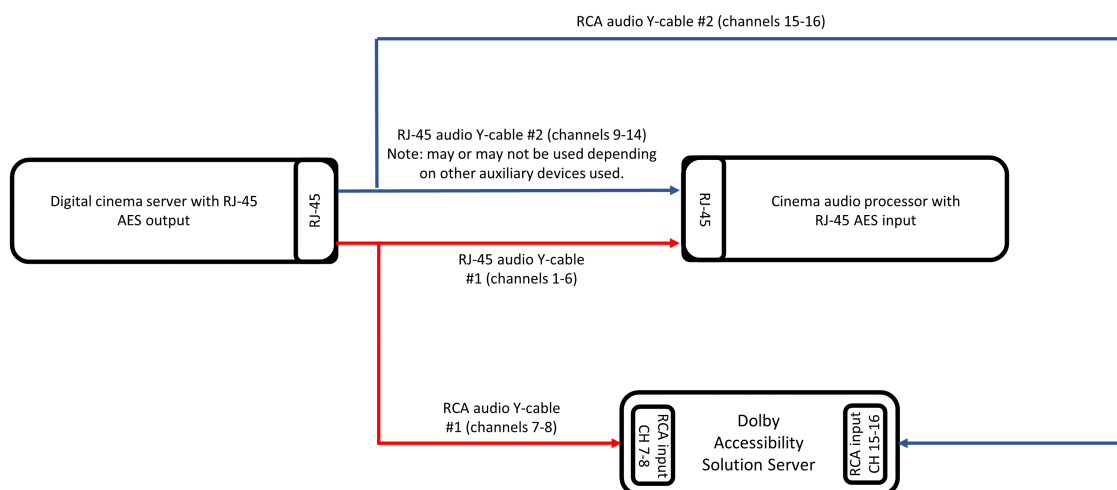 RCA audio Y-cable #2 (channels 15-16)
RJ-45 audio Y-cable #2 (channels 9-14)
Note: may or may not be used depending
on other auxiliary devices used.
Digital cinema server with RJ-45
AES output
RJ-45
RJ-45
Cinema audio processor with
RJ-45 AES input
RJ-45 audio Y-cable
#1 (channels 1-6)
RCA audio Y-cable
#1 (channels 7-8)
RCA input
CH 7-8
Dolby
Accessibility
Solution Server
RCA input
CH 15-16